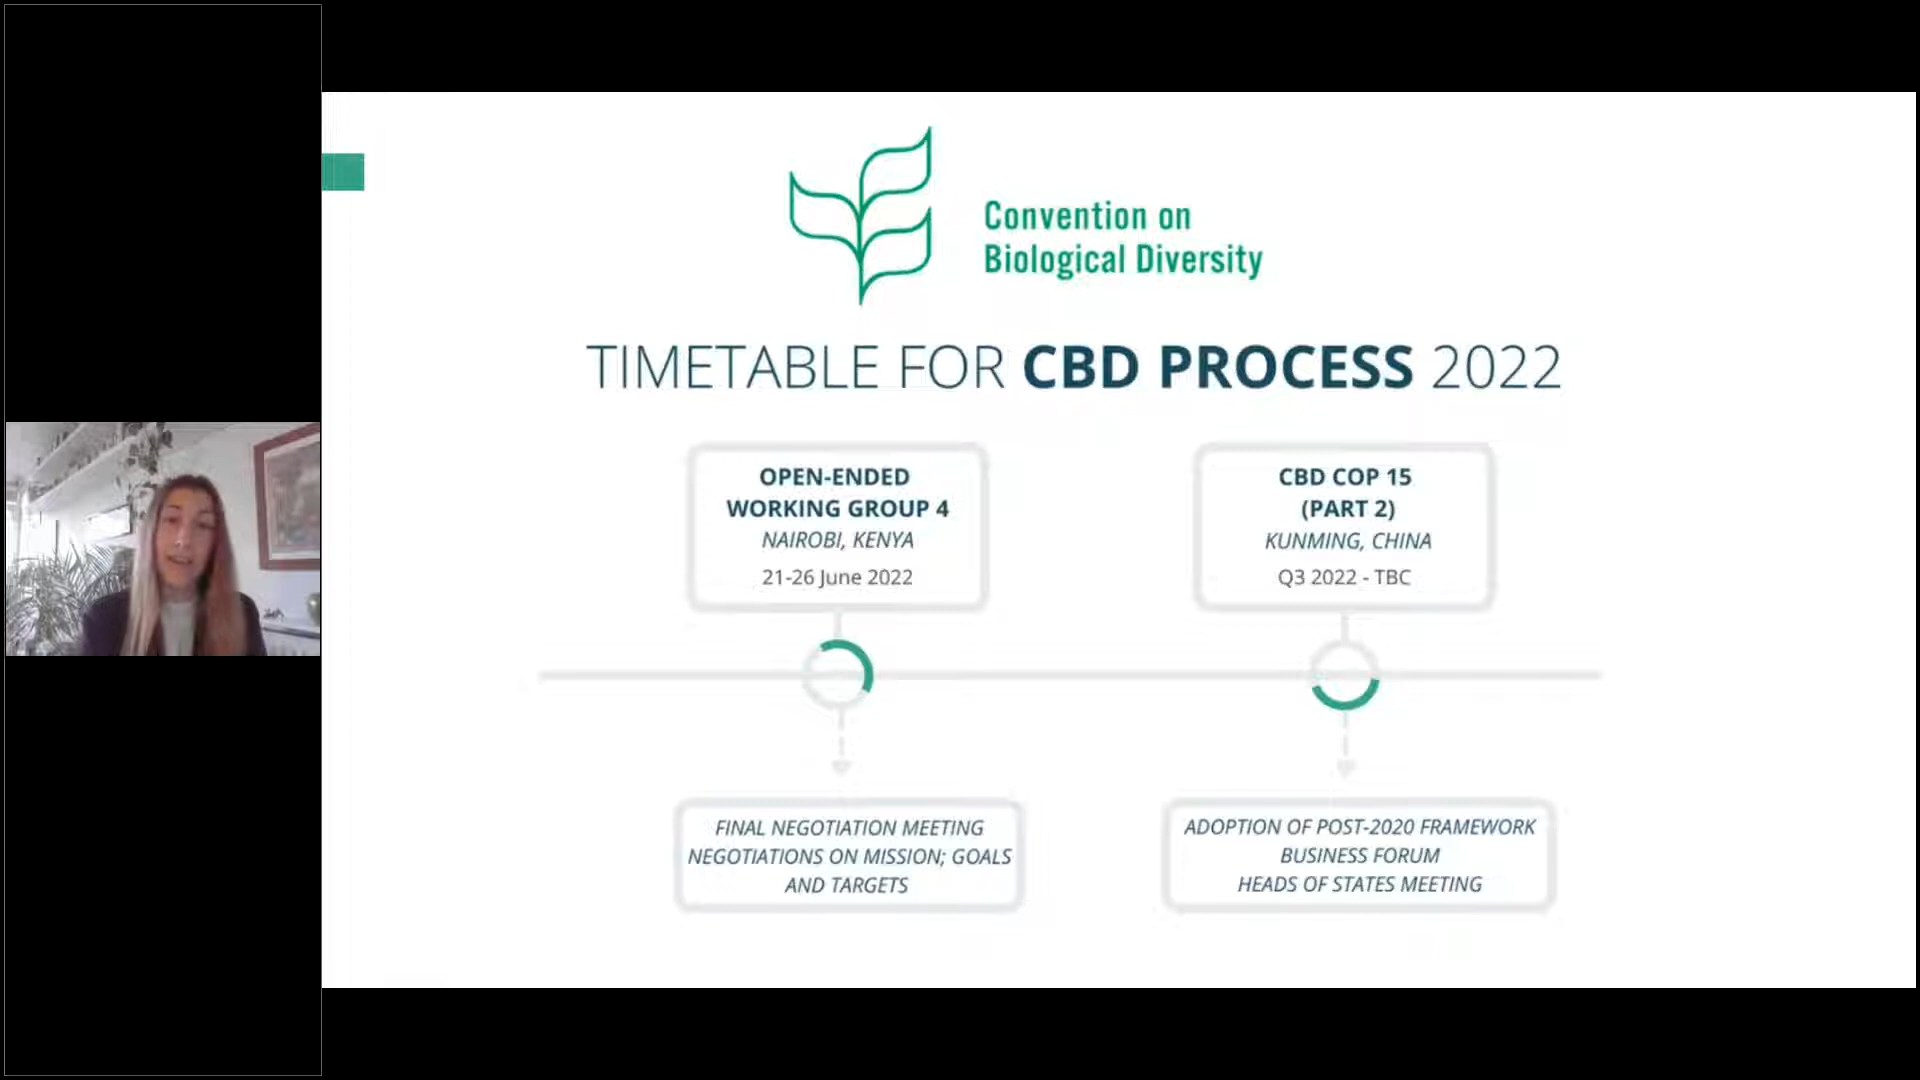 Convention on
Biological Diversity
TIMETABLE FOR CBD PROCESS 2022
OPEN-ENDED
WORKING GROUP 4
NAIROBI, KENYA
21-26 June 2022
CBD COP 15
(PART 2)
KUNMING, CHINA
Q3 2022 - TBC
FINAL NEGOTIATION MEETING
NEGOTIATIONS ON MISSION; GOALS
AND TARGETS
ADOPTION OF POST-2020 FRAMEWORK
BUSINESS FORUM
HEADS OF STATES MEETING